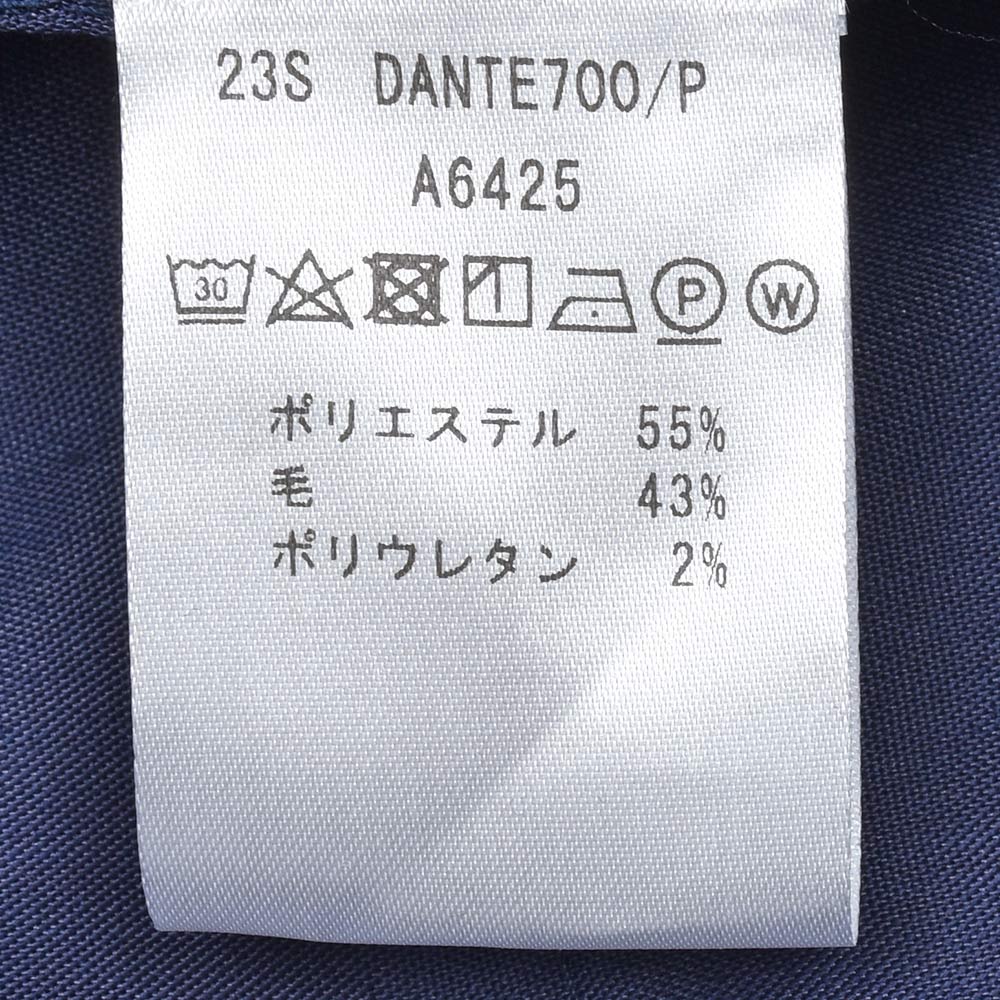 23S DANTE700/P
A6425
30 P W
ポリエステル 55%
毛 43%
ポリウレタン 2%